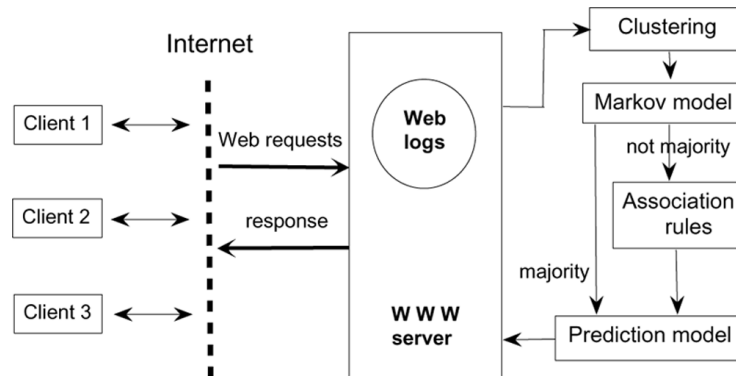 Internet
Client 1
Client 2
Client 3
Web requests
response
Web
logs
W W W
server
Clustering
Markov model
not majority
Association
rules
majority
Prediction model